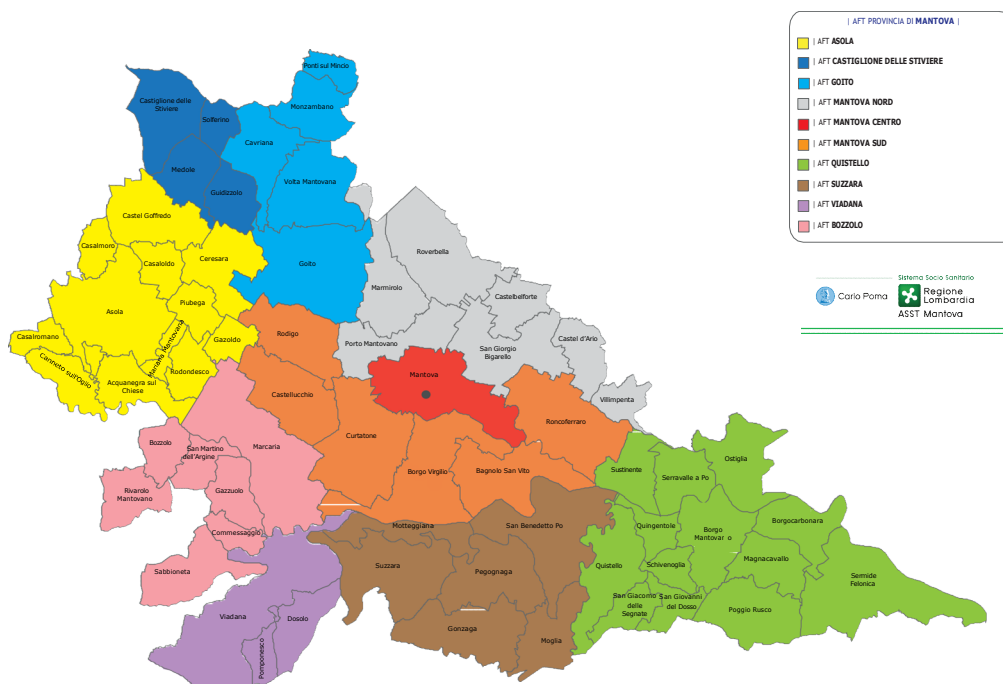 | AFT PROVINCIA DI MANTOVA |
| AFT ASOLA
| AFT CASTIGLIONE DELLE STIVIERE
| AFT GOITO
| AFT MANTOVA NORD
| AFT MANTOVA CENTRO
| AFT MANTOVA SUD
| AFT QUISTELLO
| AFT SUZZARA
| AFT VIADANA
| AFT BOZZOLO
Sistema Socio Sanitario
Carlo Poma
Regione
Lombardia
ASST Mantova
Ponti sul Mincio
Castiglione delle
Stiviere
Monzambano
Solferino
Cavriana
Medole
Volta Mantovana
Guidizzolo
Castel Goffredo
Casalmoro
Casaloldo
Ceresara
Goito
Roverbella
Marmirolo
Castelbelforte
Asola
Piubega
Mariana Mantovana
Casalromano
Gazoldo
Rodigo
Porto Mantovano
San Giorgio
Bigarello
Castel d'Ario
Canneto sull'Oglio
Acquanegra sul
Chiese
Rodondesco
Mantova
Castellucchio
Villimpenta
Roncoferraro
Curtatone
Marcaria
Bozzolo
San Martino
dell'Argine
Borgo Virgilio
Bagnolo San Vito
Sustinente
Ostiglia
Serravalle a Po
Rivarolo
Mantovano
Gazzuolo
Commessaggio
Motteggiana
San Benedetto Po
Quingentole
Borgo
Mantovar o
Borgocarbonara
Sabbioneta
Suzzara
Pegognaga
Quistello
Schivenoglia
Magnacavallo
Sermide
Felonica
San Giacomo
delle
Segnate
San Giovanni
del Dosso
Poggio Rusco
Viadana
Dosolo
Pomponesco
Gonzaga
Moglia